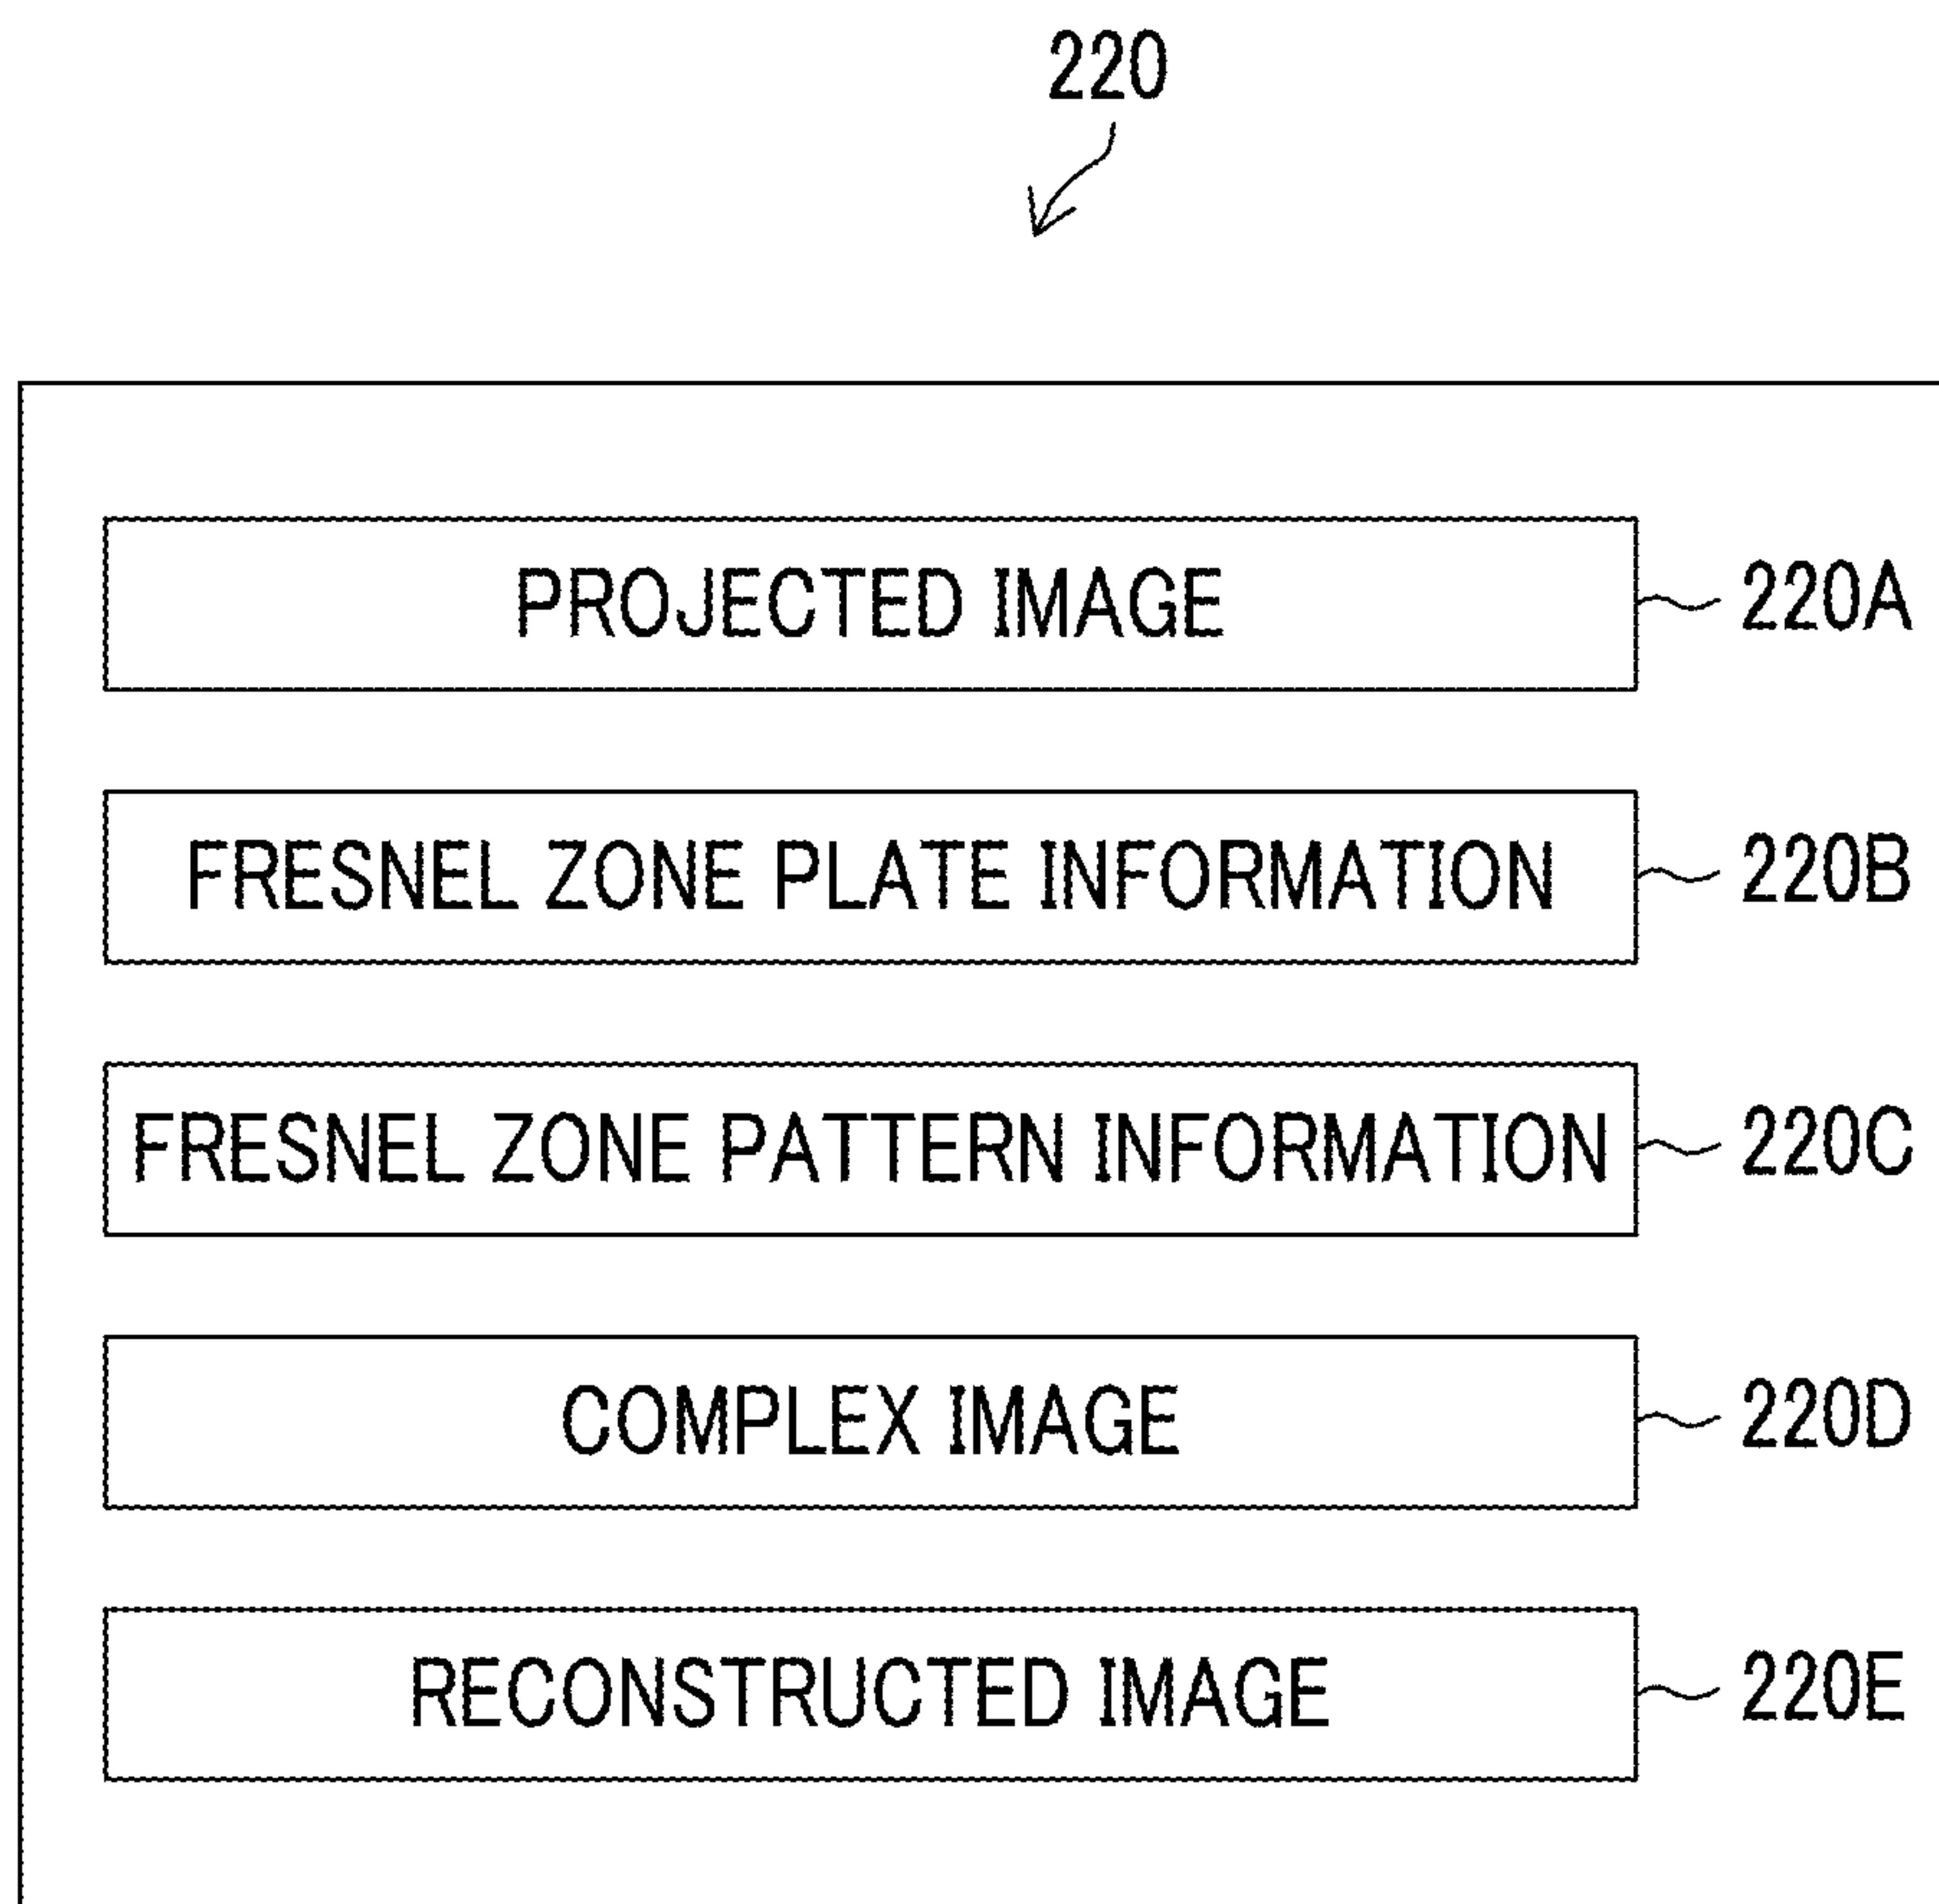 220
PROJECTED IMAGE 220A
FRESNEL ZONE PLATE INFORMATION 220B
FRESNEL ZONE PATTERN INFORMATION 220C
COMPLEX IMAGE 220D
RECONSTRUCTED IMAGE 220E